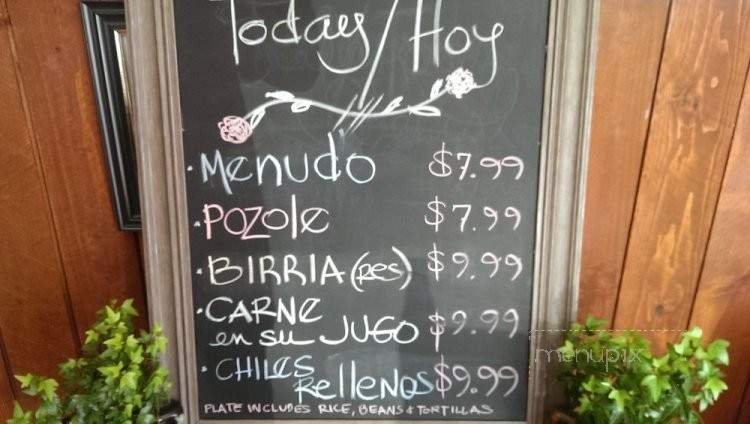 Today / Hoy
• Menudo $7.99
• POZole $7.99
• BIRRIA (res) $9.99
• CARNe
en su JUGO $9.99
• CHILES
Rellenos $9.99
PLATE INCLUDES RICE, BEANS & TORTILLAS
menupix